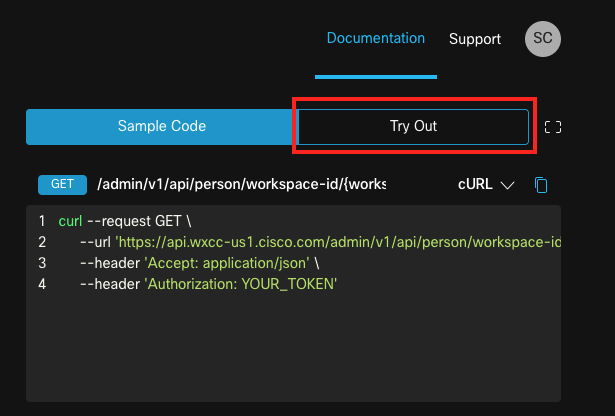 Documentation Support SC
Sample Code Try Out
GET /admin/v1/api/person/workspace-id/{works cURL
1 curl --request GET \
2 --url 'https://api.wxcc-us1.cisco.com/admin/v1/api/person/workspace-id
3 --header 'Accept: application/json' \
4 --header 'Authorization: YOUR_TOKEN'